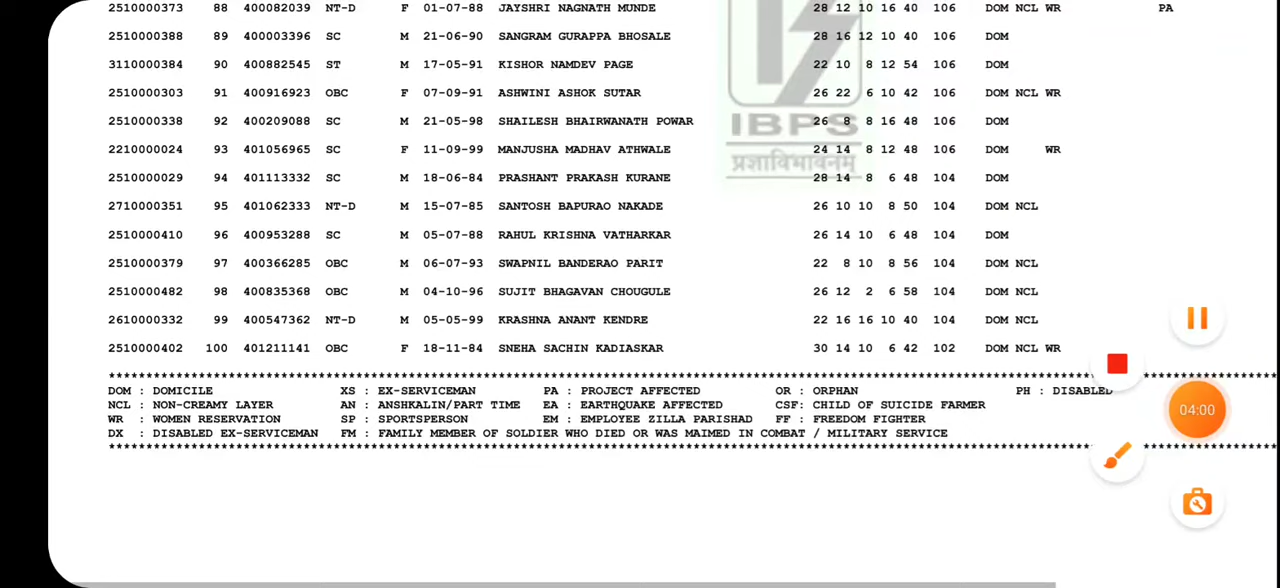 2510000373 88 400082039 NT-D F 01-07-88 JAYSHRI NAGNATH MUNDE 28 12 10 16 40 106 DOM NCL WR PA
2510000388 89 400003396 SC M 21-06-90 SANGRAM GURAPPA BHOSALE 28 16 12 10 40 106 DOM
3110000384 90 400882545 ST M 17-05-91 KISHOR NAMDEV PAGE 22 10 8 12 54 106 DOM
2510000303 91 400916923 OBC F 07-09-91 ASHWINI ASHOK SUTAR 26 22 6 10 42 106 DOM NCL WR
2510000338 92 400209088 SC M 21-05-98 SHAILESH BHAIRWANATH POWAR 26 8 8 16 48 106 DOM
IBPS
2210000024 93 401056965 SC F 11-09-99 MANJUSHA MADHAV ATHWALE 24 14 8 12 48 106 DOM WR
प्रज्ञाविभावनम्
2510000029 94 401113332 SC M 18-06-84 PRASHANT PRAKASH KURANE 28 14 8 6 48 104 DOM
2710000351 95 401062333 NT-D M 15-07-85 SANTOSH BAPURAO NAKADE 26 10 10 8 50 104 DOM NCL
2510000410 96 400953288 SC M 05-07-88 RAHUL KRISHNA VATHARKAR 26 14 10 6 48 104 DOM
2510000379 97 400366285 OBC M 06-07-93 SWAPNIL BANDERAO PARIT 22 8 10 8 56 104 DOM NCL
2510000482 98 400835368 OBC M 04-10-96 SUJIT BHAGAVAN CHOUGULE 26 12 2 6 58 104 DOM NCL
2610000332 99 400547362 NT-D M 05-05-99 KRASHNA ANANT KENDRE 22 16 16 10 40 104 DOM NCL
2510000402 100 401211141 OBC F 18-11-84 SNEHA SACHIN KADIASKAR 30 14 10 6 42 102 DOM NCL WR
DOM : DOMICILE XS : EX-SERVICEMAN PA : PROJECT AFFECTED OR : ORPHAN PH : DISABLED
NCL : NON-CREAMY LAYER AN : ANSHKALIN/PART TIME EA : EARTHQUAKE AFFECTED CSF: CHILD OF SUICIDE FARMER
WR : WOMEN RESERVATION SP : SPORTSPERSON EM : EMPLOYEE ZILLA PARISHAD FF : FREEDOM FIGHTER
DX : DISABLED EX-SERVICEMAN FM : FAMILY MEMBER OF SOLDIER WHO DIED OR WAS MAIMED IN COMBAT / MILITARY SERVICE
04:00